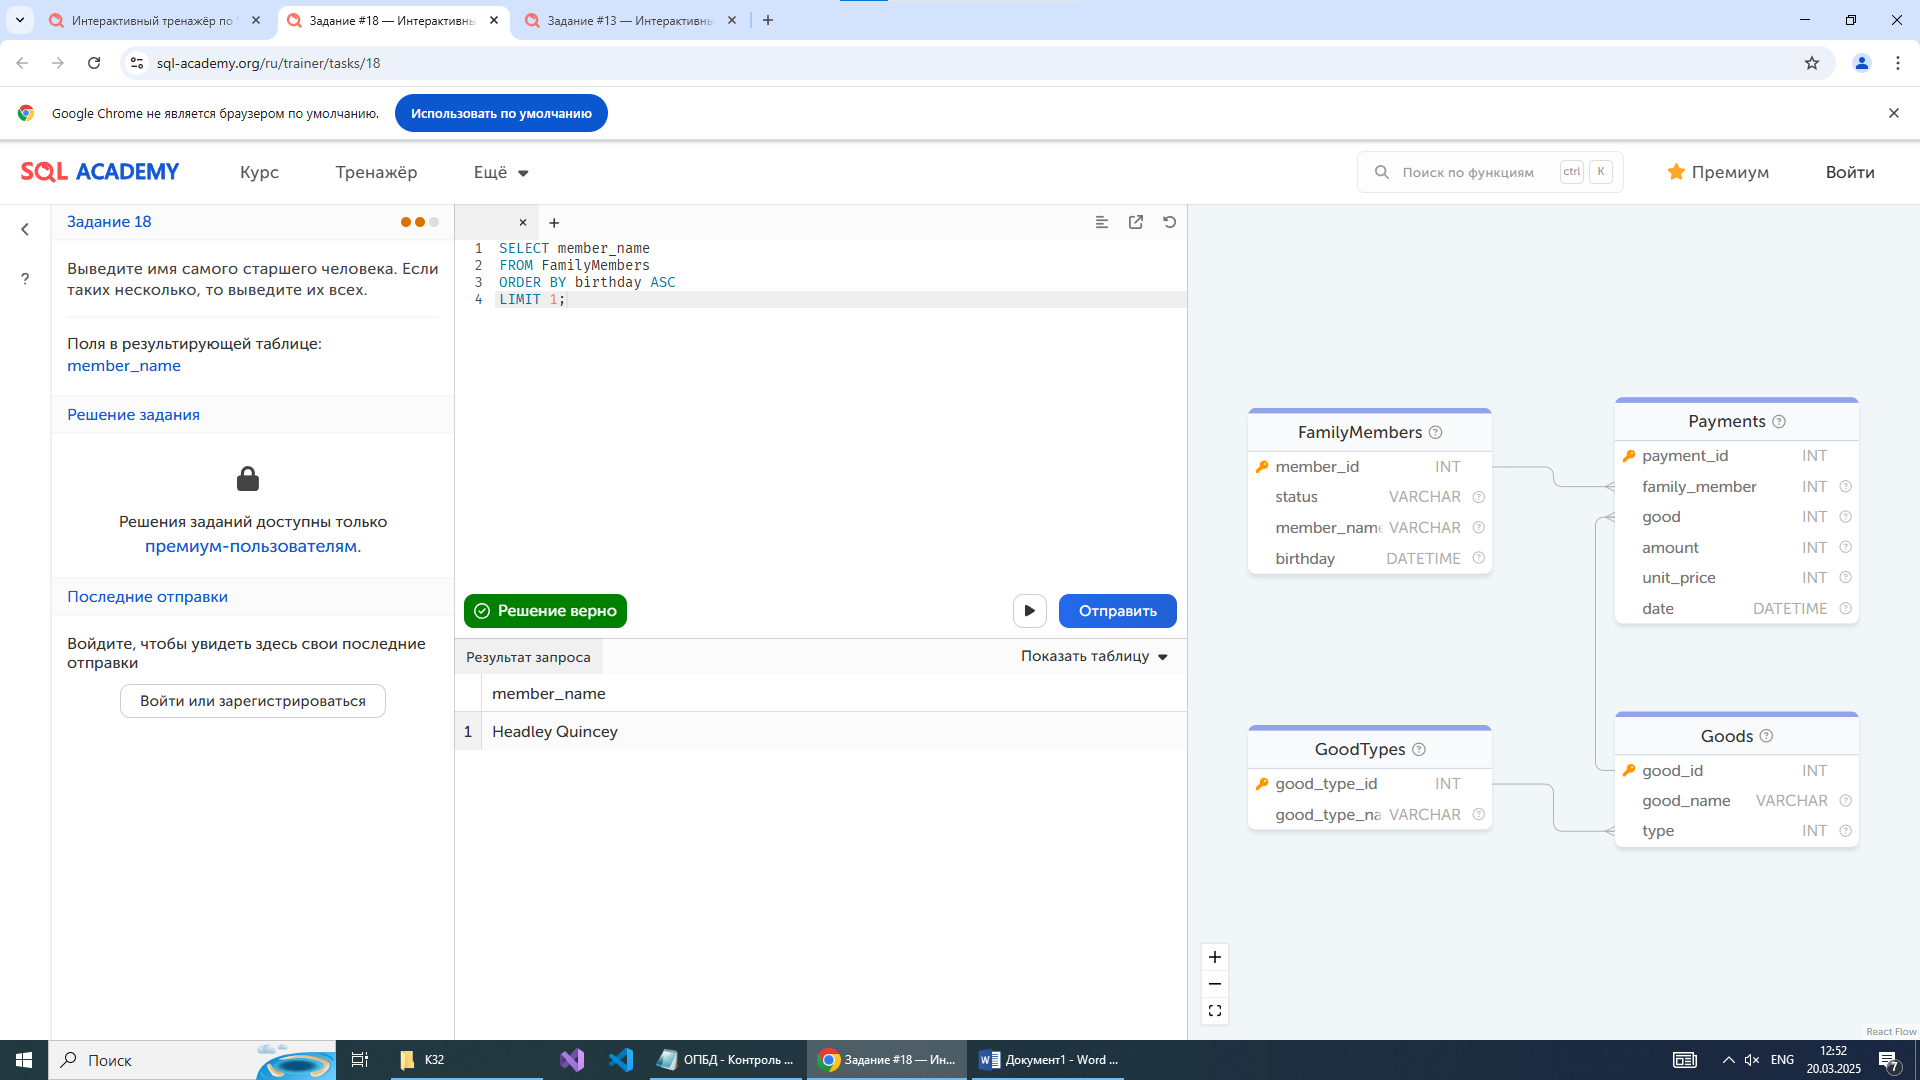 Интерактивный тренажёр по
Задание #18 — Интерактивны
Задание #13 — Интерактивны
sql-academy.org/ru/trainer/tasks/18
Google Chrome не является браузером по умолчанию.
Использовать по умолчанию
SQL ACADEMY
Курс
Тренажёр
Ещё
Поиск по функциям
ctrl
K
Премиум
Войти
Задание 18
Выведите имя самого старшего человека. Если
таких несколько, то выведите их всех.
Поля в результирующей таблице:
member_name
Решение задания
Решения заданий доступны только
премиум-пользователям.
Последние отправки
Войдите, чтобы увидеть здесь свои последние
отправки
Войти или зарегистрироваться
1 SELECT member_name
2 FROM FamilyMembers
3 ORDER BY birthday ASC
4 LIMIT 1;
Решение верно
Отправить
Результат запроса
Показать таблицу
member_name
1 Headley Quincey
FamilyMembers
member_id INT
status VARCHAR
member_name VARCHAR
birthday DATETIME
Payments
payment_id INT
family_member INT
good INT
amount INT
unit_price INT
date DATETIME
GoodTypes
good_type_id INT
good_type_na VARCHAR
Goods
good_id INT
good_name VARCHAR
type INT
React Flow
Поиск
K32
ОПБД - Контроль ...
Задание #18 — Ин...
Документ1 - Word ...
ENG
12:52
20.03.2025
7